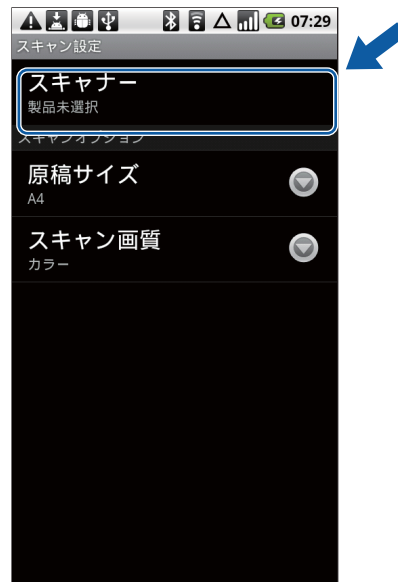 07:29
スキャン設定
スキャナー
製品未選択
スキャンオプション
原稿サイズ
A4
スキャン画質
カラー